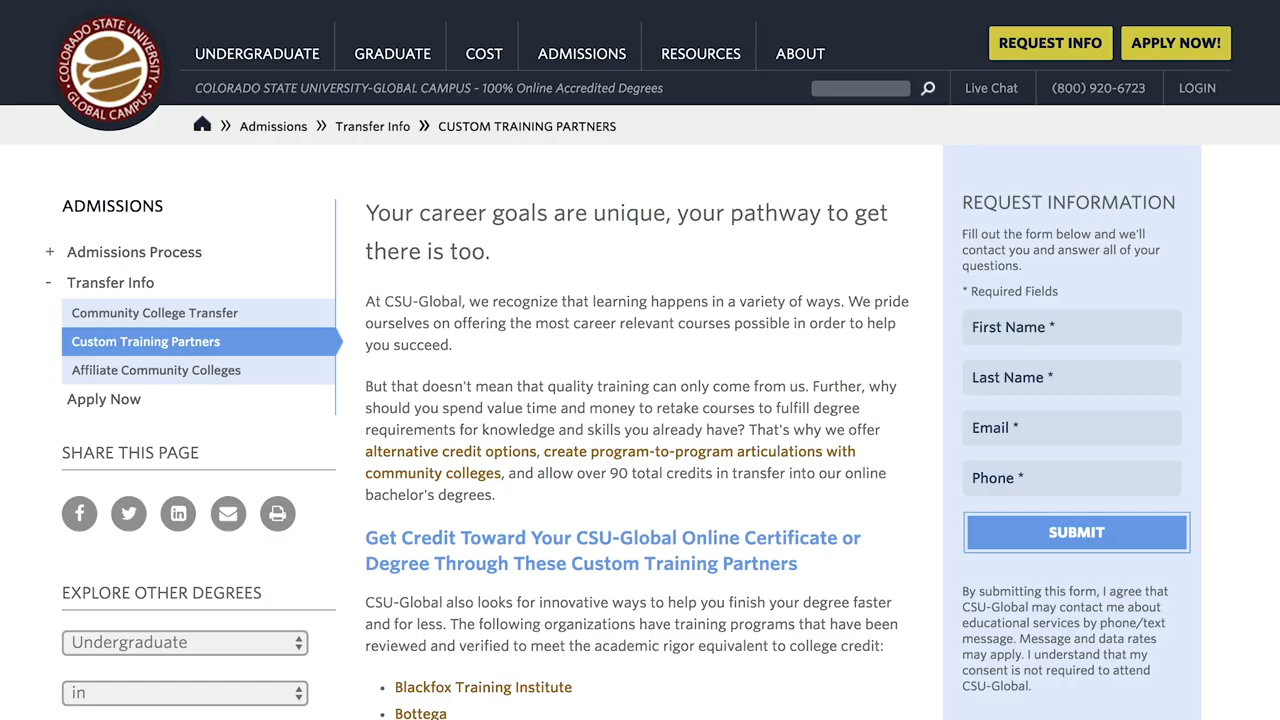 COLORADO STATE UNIVERSITY
GLOBAL CAMPUS
UNDERGRADUATE
GRADUATE
COST
ADMISSIONS
RESOURCES
ABOUT
REQUEST INFO
APPLY NOW!
COLORADO STATE UNIVERSITY-GLOBAL CAMPUS - 100% Online Accredited Degrees
Live Chat
(800) 920-6723
LOGIN
» Admissions » Transfer Info » CUSTOM TRAINING PARTNERS
ADMISSIONS
+ Admissions Process
- Transfer Info
Community College Transfer
Custom Training Partners
Affiliate Community Colleges
Apply Now
SHARE THIS PAGE
EXPLORE OTHER DEGREES
Undergraduate
in
Your career goals are unique, your pathway to get
there is too.
At CSU-Global, we recognize that learning happens in a variety of ways. We pride
ourselves on offering the most career relevant courses possible in order to help
you succeed.
But that doesn't mean that quality training can only come from us. Further, why
should you spend value time and money to retake courses to fulfill degree
requirements for knowledge and skills you already have? That's why we offer
alternative credit options, create program-to-program articulations with
community colleges, and allow over 90 total credits in transfer into our online
bachelor's degrees.
Get Credit Toward Your CSU-Global Online Certificate or
Degree Through These Custom Training Partners
CSU-Global also looks for innovative ways to help you finish your degree faster
and for less. The following organizations have training programs that have been
reviewed and verified to meet the academic rigor equivalent to college credit:
• Blackfox Training Institute
• Bottega
REQUEST INFORMATION
Fill out the form below and we'll
contact you and answer all of your
questions.
* Required Fields
First Name *
Last Name *
Email *
Phone *
SUBMIT
By submitting this form, I agree that
CSU-Global may contact me about
educational services by phone/text
message. Message and data rates
may apply. I understand that my
consent is not required to attend
CSU-Global.